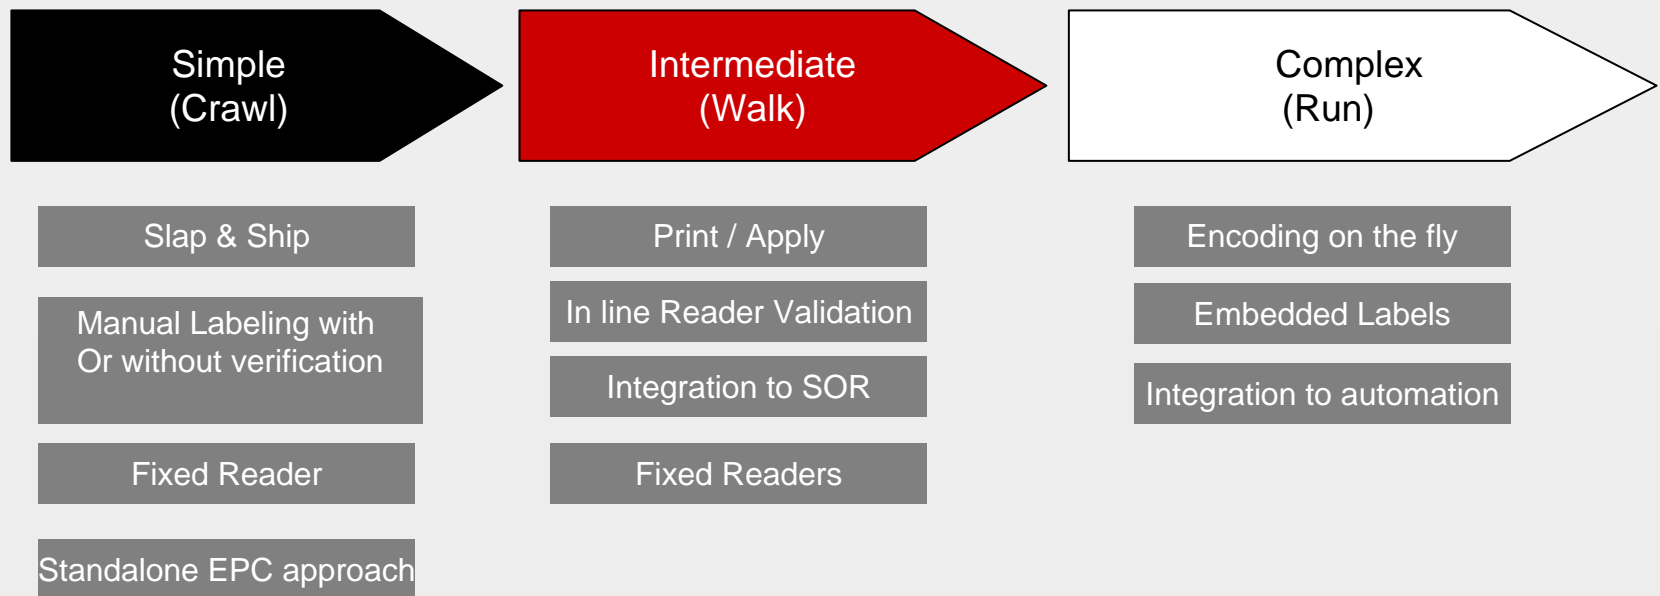 Simple
(Crawl)
Intermediate
(Walk)
Complex
(Run)
Slap & Ship
Manual Labeling with
Or without verification
Fixed Reader
Standalone EPC approach
Print / Apply
In line Reader Validation
Integration to SOR
Fixed Readers
Encoding on the fly
Embedded Labels
Integration to automation